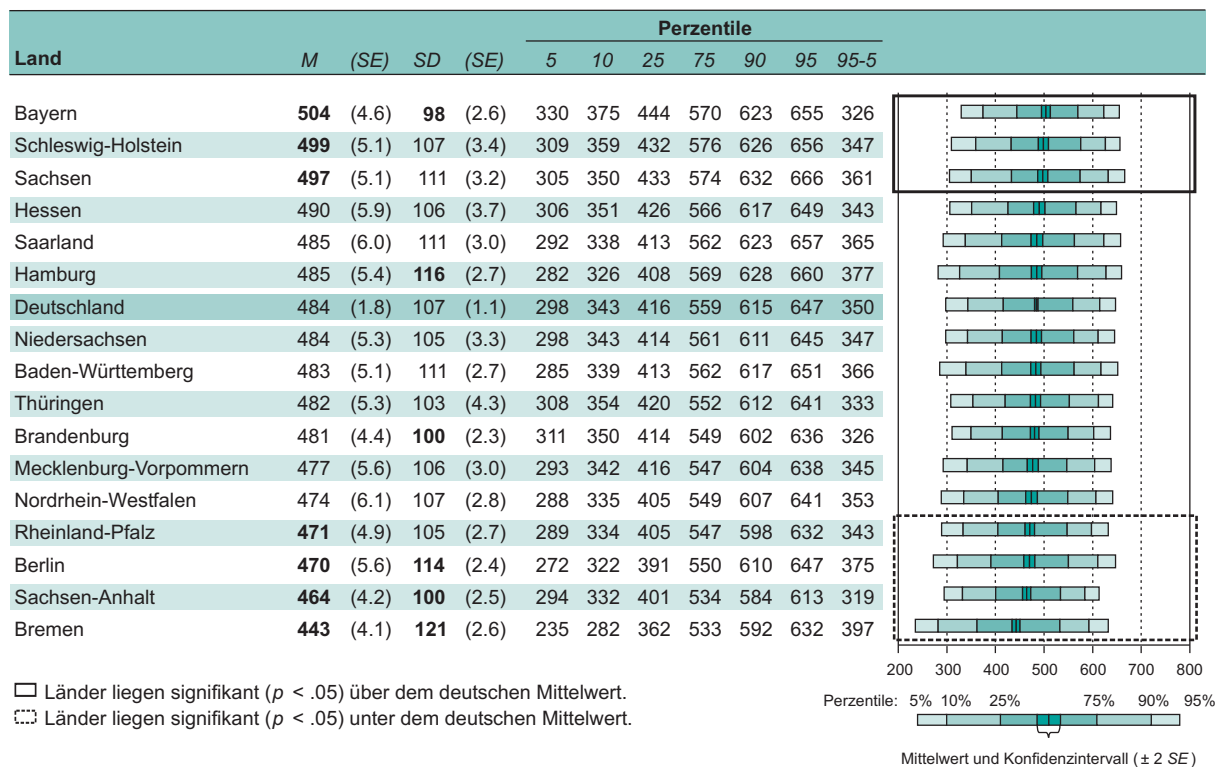 Perzentile
Land M (SE) SD (SE) 5 10 25 75 90 95 95-5
Bayern 504 (4.6) 98 (2.6) 330 375 444 570 623 655 326
Schleswig-Holstein 499 (5.1) 107 (3.4) 309 359 432 576 626 656 347
Sachsen 497 (5.1) 111 (3.2) 305 350 433 574 632 666 361
Hessen 490 (5.9) 106 (3.7) 306 351 426 566 617 649 343
Saarland 485 (6.0) 111 (3.0) 292 338 413 562 623 657 365
Hamburg 485 (5.4) 116 (2.7) 282 326 408 569 628 660 377
Deutschland 484 (1.8) 107 (1.1) 298 343 416 559 615 647 350
Niedersachsen 484 (5.3) 105 (3.3) 298 343 414 561 611 645 347
Baden-Württemberg 483 (5.1) 111 (2.7) 285 339 413 562 617 651 366
Thüringen 482 (5.3) 103 (4.3) 308 354 420 552 612 641 333
Brandenburg 481 (4.4) 100 (2.3) 311 350 414 549 602 636 326
Mecklenburg-Vorpommern 477 (5.6) 106 (3.0) 293 342 416 547 604 638 345
Nordrhein-Westfalen 474 (6.1) 107 (2.8) 288 335 405 549 607 641 353
Rheinland-Pfalz 471 (4.9) 105 (2.7) 289 334 405 547 598 632 343
Berlin 470 (5.6) 114 (2.4) 272 322 391 550 610 647 375
Sachsen-Anhalt 464 (4.2) 100 (2.5) 294 332 401 534 584 613 319
Bremen 443 (4.1) 121 (2.6) 235 282 362 533 592 632 397
200 300 400 500 600 700 800
Länder liegen signifikant (p < .05) über dem deutschen Mittelwert.
Länder liegen signifikant (p < .05) unter dem deutschen Mittelwert.
Perzentile: 5% 10% 25% 75% 90% 95%
Mittelwert und Konfidenzintervall (± 2 SE)